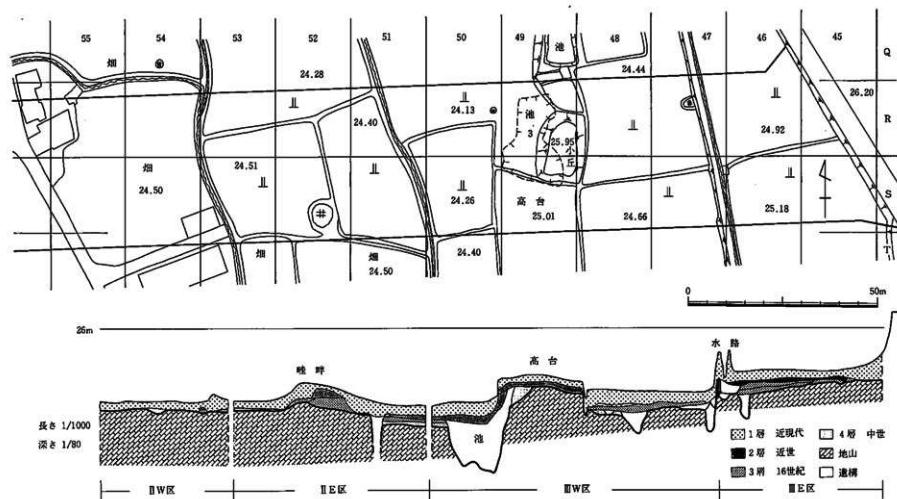 55 54 53 52 51 50 49 48 47 46 45
畑 池 Q
24.28 24.44
26.20
24.13
24.40 池 3 24.92 R
25.95
24.51 小丘
畑
24.50 24.26 高台 S
25.01 24.66 25.18
井
畑 24.40 T
畑
24.50
0 50m
26m
水路
畦畔 高台
長さ 1/1000
深さ 1/80
池
1層 近現代 4層 中世
2層 近世 地山
3層 16世紀 遺構
ⅡW区 ⅡE区 ⅢW区 ⅢE区